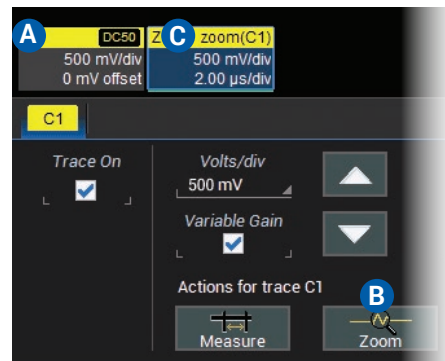 A DC50
500 mV/div
0 mV offset
Z C zoom(C1)
500 mV/div
2.00 µs/div
C1
Trace On
Volts/div
500 mV
Variable Gain
Actions for trace C1
B
Measure
Zoom